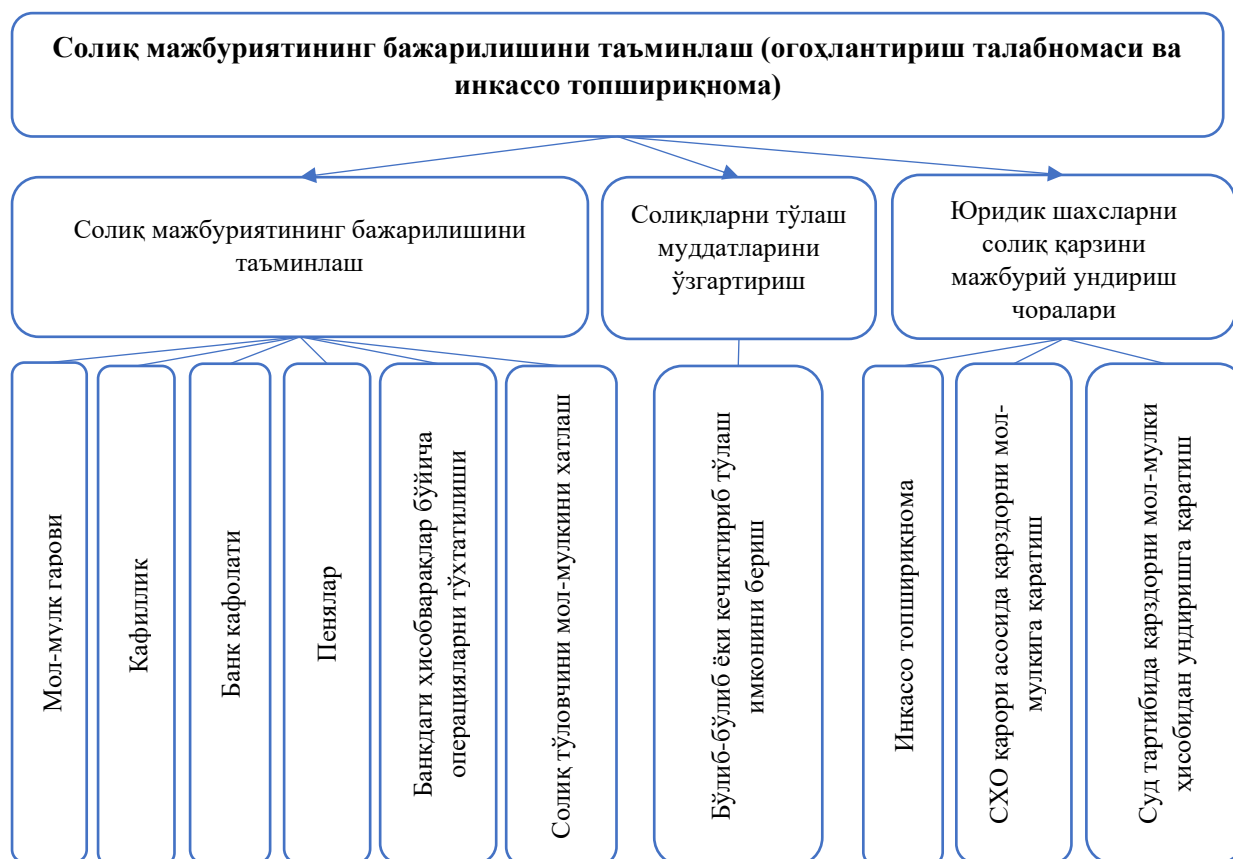 Солиқ мажбуриятининг бажарилишини таъминлаш (огоҳлантириш талабномаси ва
инкассо топшириқнома)
Солиқ мажбуриятининг бажарилишини
таъминлаш
Солиқларни тўлаш
муддатларини
ўзгартириш
Юридик шахсларни
солиқ қарзини
мажбурий ундириш
чоралари
Мол-мулк гарови
Кафиллик
Банк кафолати
Пенялар
Банкдаги ҳисобварақлар бўйича
операцияларни тўхтатилиши
Солиқ тўловчини мол-мулкини хатлаш
Бўлиб-бўлиб ёки кечиктириб тўлаш
имконини бериш
Инкассо топшириқнома
СХО қарори асосида қарздорни мол-
мулкига қаратиш
Суд тартибида қарздорни мол-мулки
ҳисобидан ундиришга қаратиш